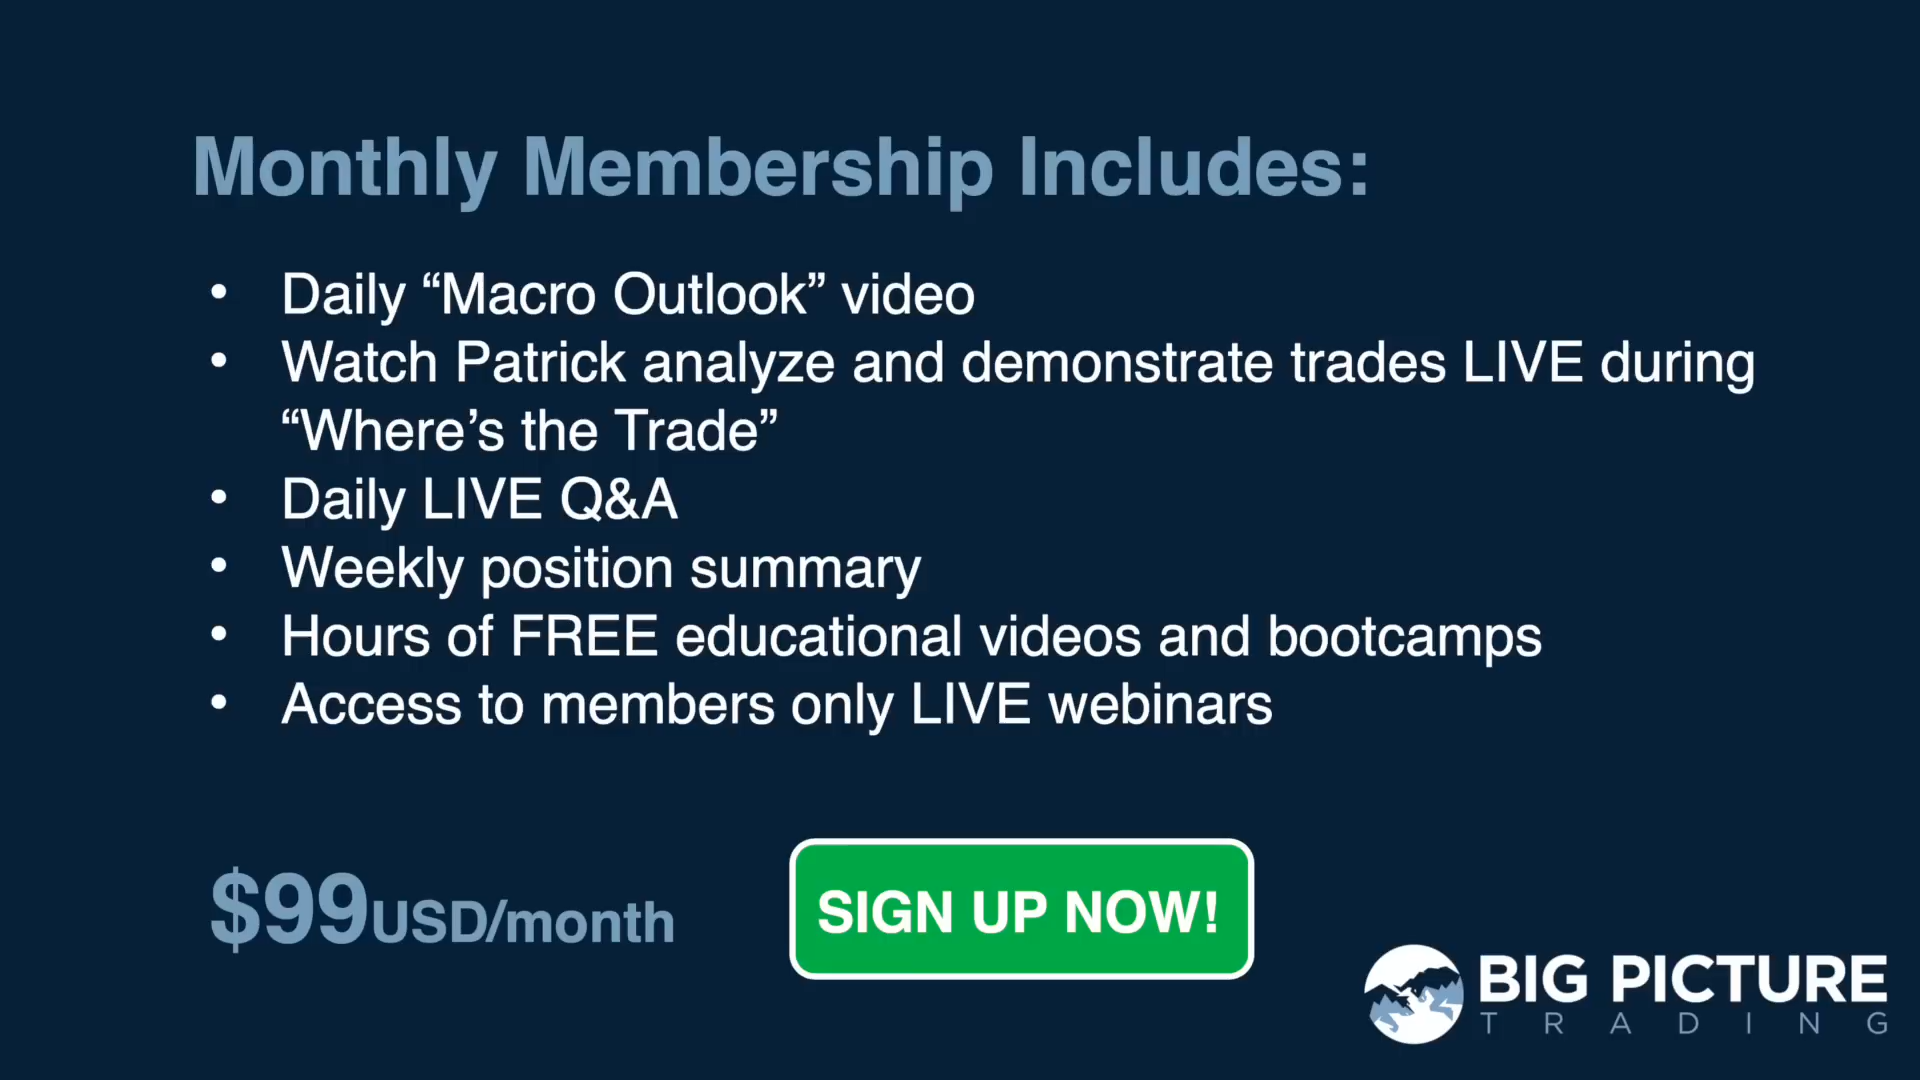 Monthly Membership Includes:
• Daily “Macro Outlook” video
• Watch Patrick analyze and demonstrate trades LIVE during
“Where’s the Trade”
• Daily LIVE Q&A
• Weekly position summary
• Hours of FREE educational videos and bootcamps
• Access to members only LIVE webinars
$99USD/month
SIGN UP NOW!
BIG PICTURE
TRADING